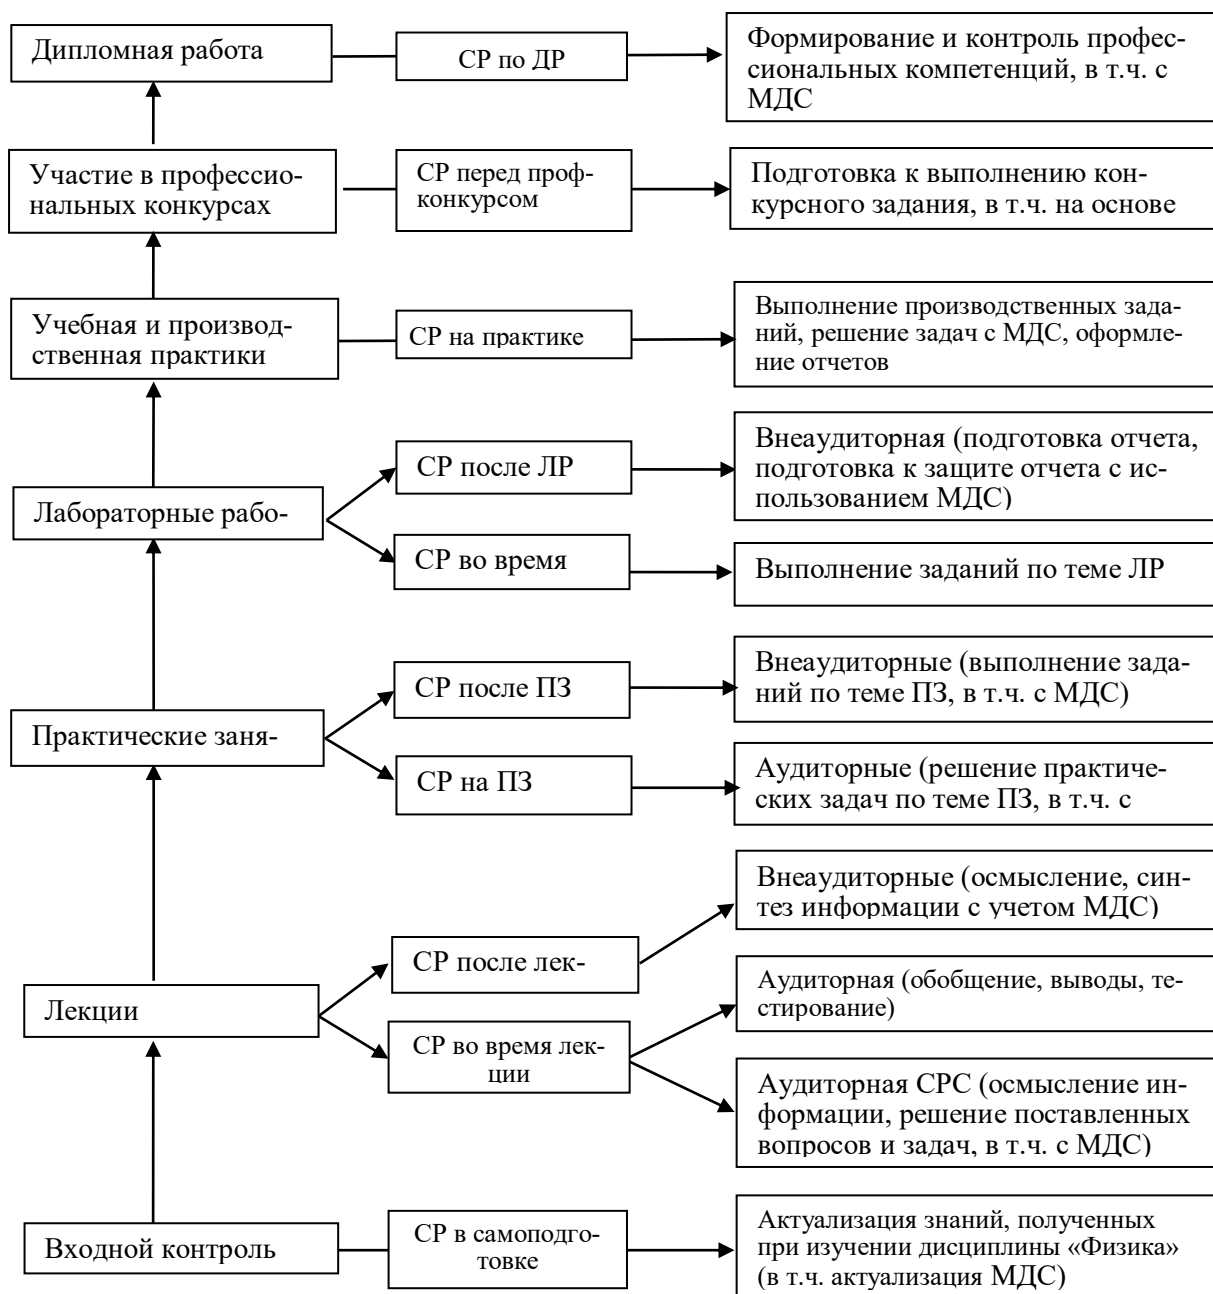 Дипломная работа
СР по ДР
Формирование и контроль профес-
сиональных компетенций, в т.ч. с
МДС
Участие в профессио-
нальных конкурсах
СР перед проф-
конкурсом
Подготовка к выполнению кон-
курсного задания, в т.ч. на основе
Учебная и производ-
ственная практики
СР на практике
Выполнение производственных зада-
ний, решение задач с МДС, оформле-
ние отчетов
Лабораторные рабо-
СР после ЛР
Внеаудиторная (подготовка отчета,
подготовка к защите отчета с ис-
пользованием МДС)
СР во время
Выполнение заданий по теме ЛР
Практические заня-
СР после ПЗ
Внеаудиторные (выполнение зада-
ний по теме ПЗ, в т.ч. с МДС)
СР на ПЗ
Аудиторные (решение практиче-
ских задач по теме ПЗ, в т.ч. с
Лекции
СР после лек-
Внеаудиторные (осмысление, син-
тез информации с учетом МДС)
СР во время лек-
ции
Аудиторная (обобщение, выводы, те-
стирование)
Аудиторная СРС (осмысление ин-
формации, решение поставленных
вопросов и задач, в т.ч. с МДС)
Входной контроль
СР в самоподго-
товке
Актуализация знаний, полученных
при изучении дисциплины «Физика»
(в т.ч. актуализация МДС)